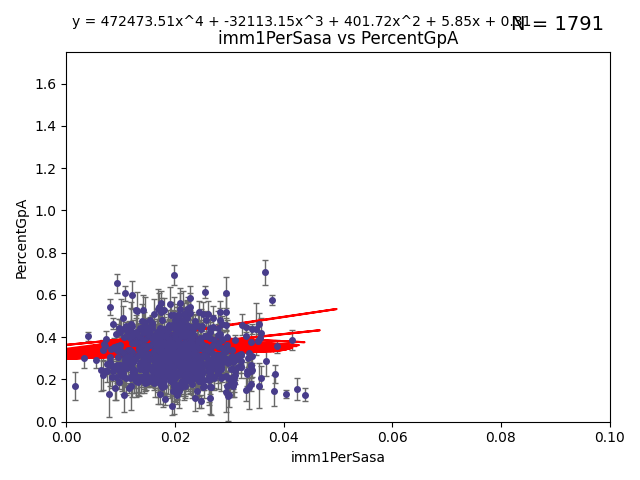 y = 472473.51x^4 + -32113.15x^3 + 401.72x^2 + 5.85x + 0.31
N = 1791
imm1PerSasa vs PercentGpA
PercentGpA
1.6
1.4
1.2
1.0
0.8
0.6
0.4
0.2
0.0
0.00 0.02 0.04 0.06 0.08 0.10
imm1PerSasa